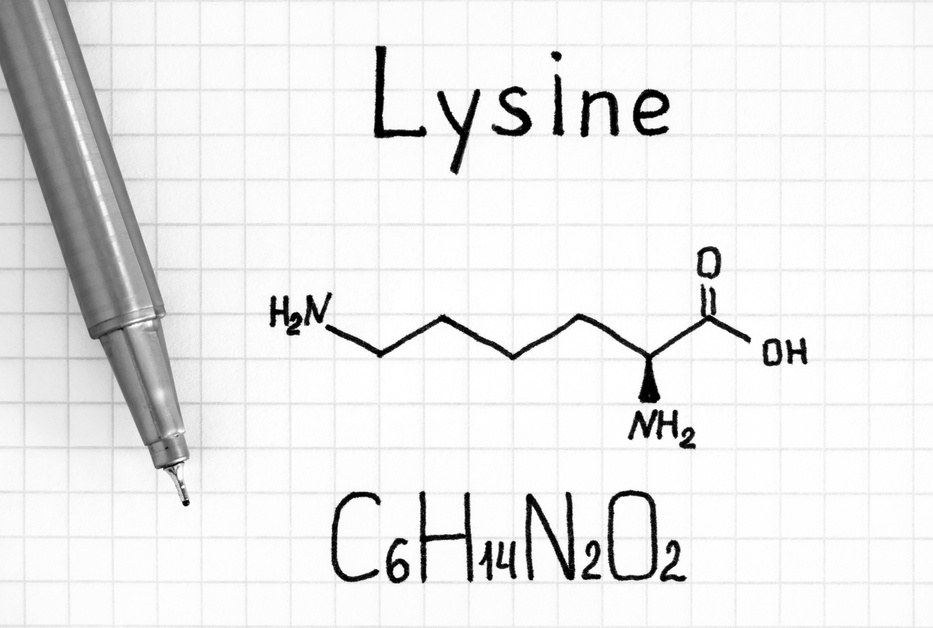 Lysine
O
H₂N
OH
NH₂
C₆H₁₄N₂O₂